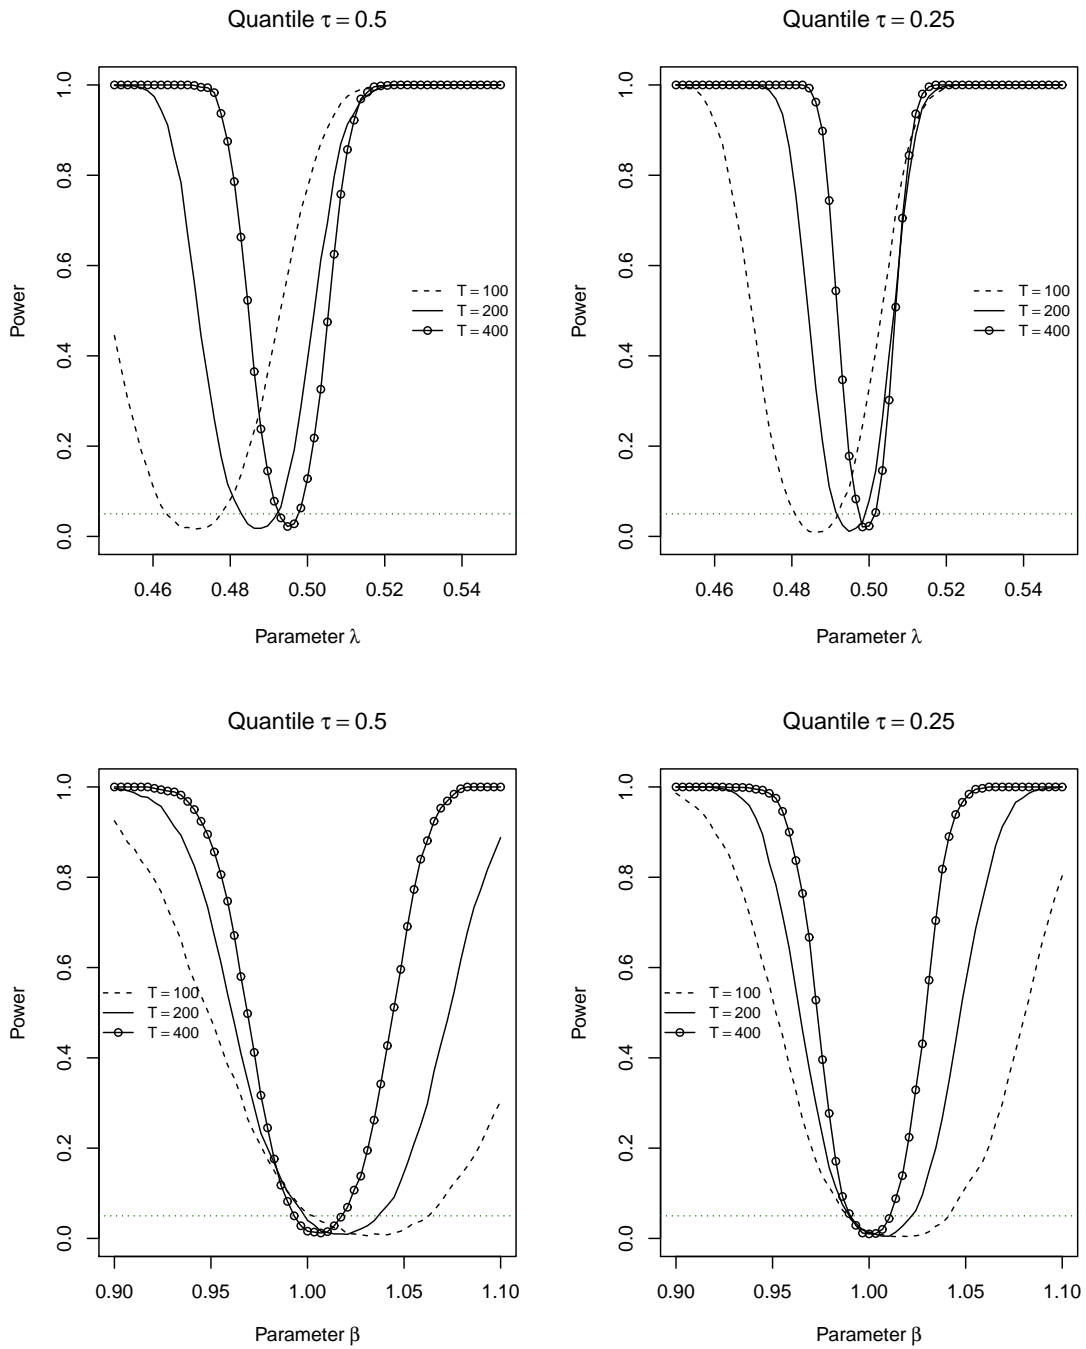 Quantile τ = 0.5
Power
0.0 0.2 0.4 0.6 0.8 1.0
T = 100
T = 200
T = 400
0.46 0.48 0.50 0.52 0.54
Parameter λ
Quantile τ = 0.25
Power
0.0 0.2 0.4 0.6 0.8 1.0
T = 100
T = 200
T = 400
0.46 0.48 0.50 0.52 0.54
Parameter λ
Quantile τ = 0.5
Power
0.0 0.2 0.4 0.6 0.8 1.0
T = 100
T = 200
T = 400
0.90 0.95 1.00 1.05 1.10
Parameter β
Quantile τ = 0.25
Power
0.0 0.2 0.4 0.6 0.8 1.0
T = 100
T = 200
T = 400
0.90 0.95 1.00 1.05 1.10
Parameter β